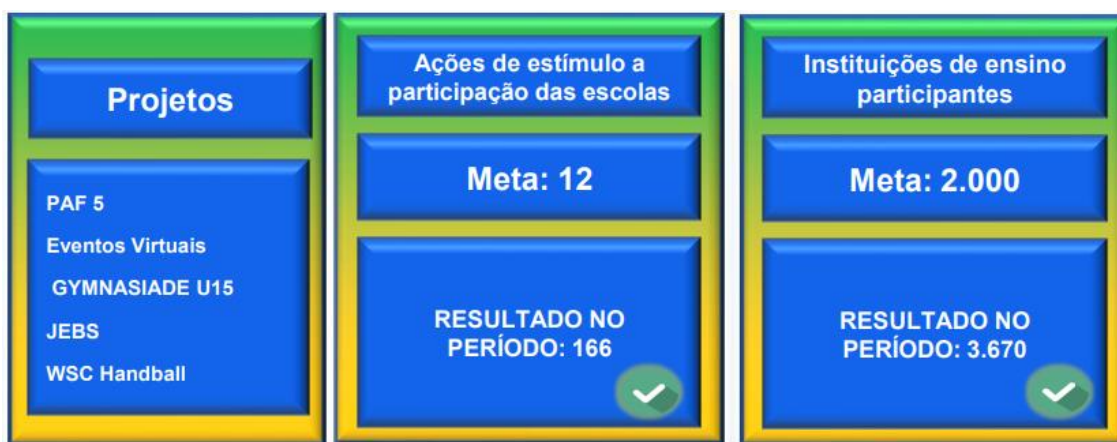 Projetos
PAF 5
Eventos Virtuais
GYMNASIADE U15
JEBS
WSC Handball
Ações de estímulo a
participação das escolas
Meta: 12
RESULTADO NO
PERÍODO: 166
Instituições de ensino
participantes
Meta: 2.000
RESULTADO NO
PERÍODO: 3.670